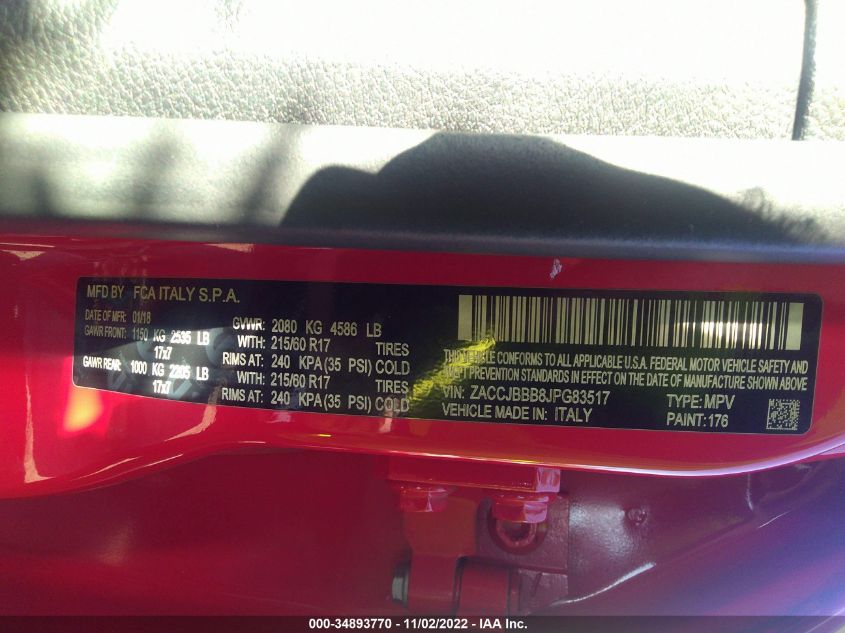 MFD BY FCA ITALY S.P.A.
DATE OF MFR: 01/18 GVWR: 2080 KG 4586 LB
GAWR FRONT: 1150 KG 2535 LB WITH: 215/60 R17 TIRES
17x7 RIMS AT: 240 KPA (35 PSI) COLD
GAWR REAR: 1000 KG 2205 LB WITH: 215/60 R17 TIRES
17x7 RIMS AT: 240 KPA (35 PSI) COLD
THIS VEHICLE CONFORMS TO ALL APPLICABLE U.S.A. FEDERAL MOTOR VEHICLE SAFETY AND
THEFT PREVENTION STANDARDS IN EFFECT ON THE DATE OF MANUFACTURE SHOWN ABOVE
VIN: ZACCJBBB8JPG83517 TYPE: MPV
VEHICLE MADE IN: ITALY PAINT: 176
000-34893770 - 11/02/2022 - IAA Inc.